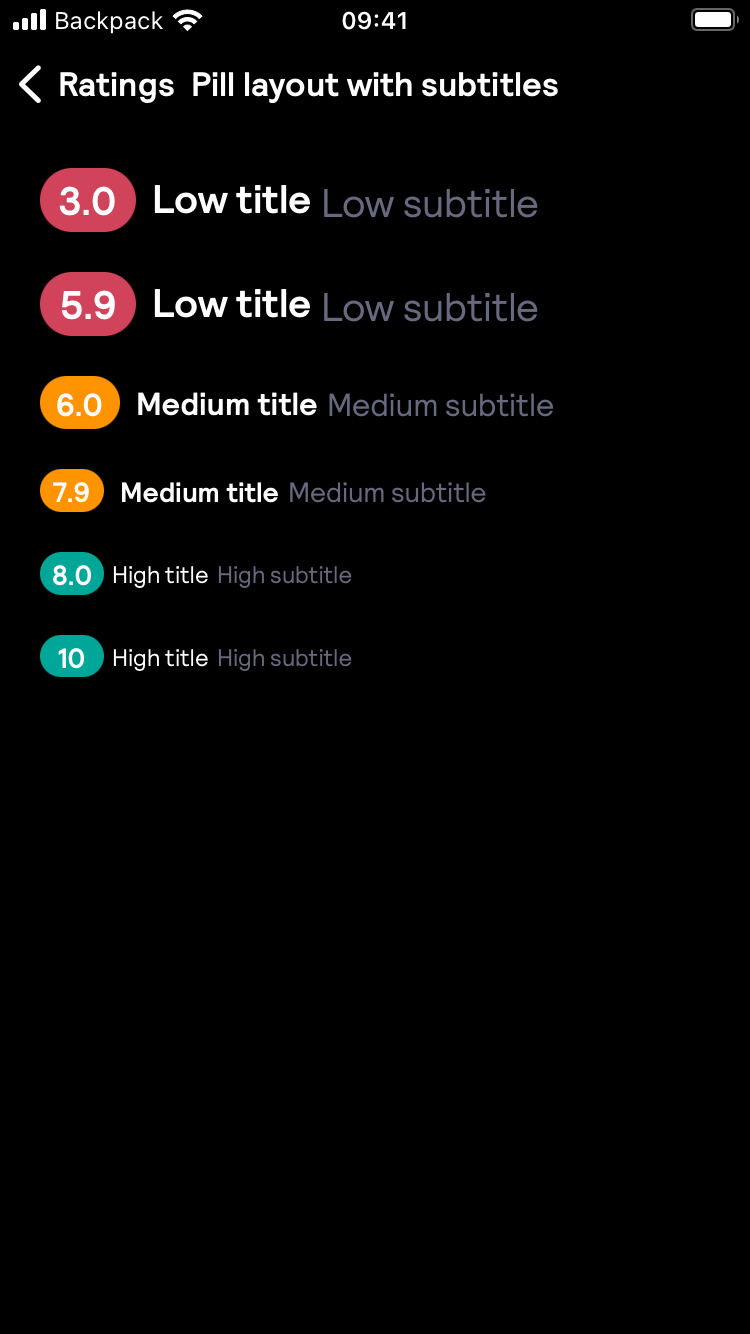 Backpack 09:41
Ratings Pill layout with subtitles
3.0 Low title Low subtitle
5.9 Low title Low subtitle
6.0 Medium title Medium subtitle
7.9 Medium title Medium subtitle
8.0 High title High subtitle
10 High title High subtitle